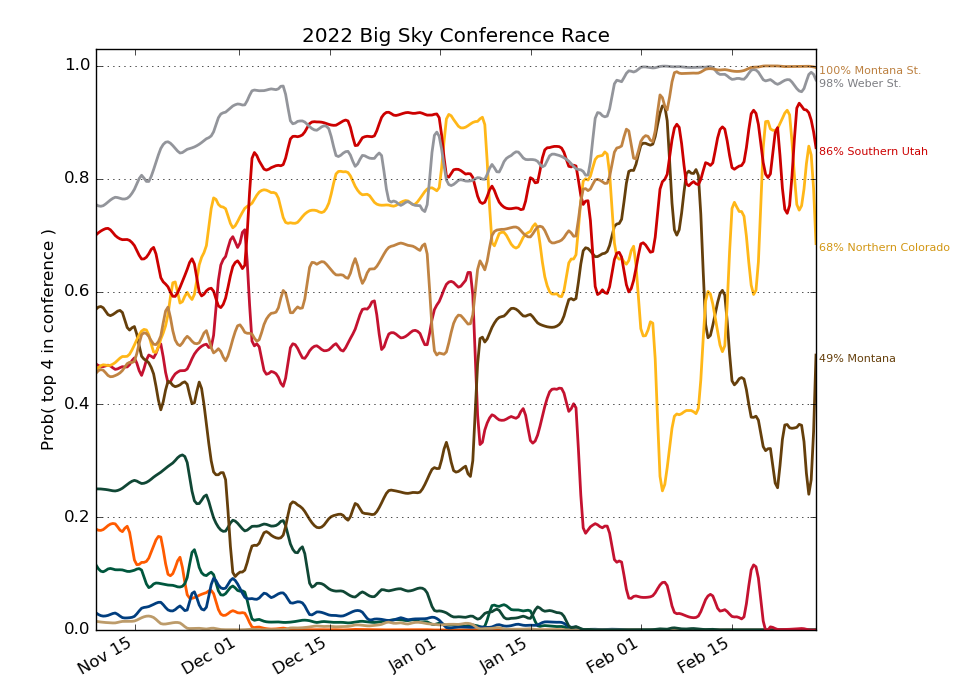 2022 Big Sky Conference Race
Prob( top 4 in conference )
1.0
0.8
0.6
0.4
0.2
0.0
Nov 15
Dec 01
Dec 15
Jan 01
Jan 15
Feb 01
Feb 15
100% Montana St.
98% Weber St.
86% Southern Utah
68% Northern Colorado
49% Montana